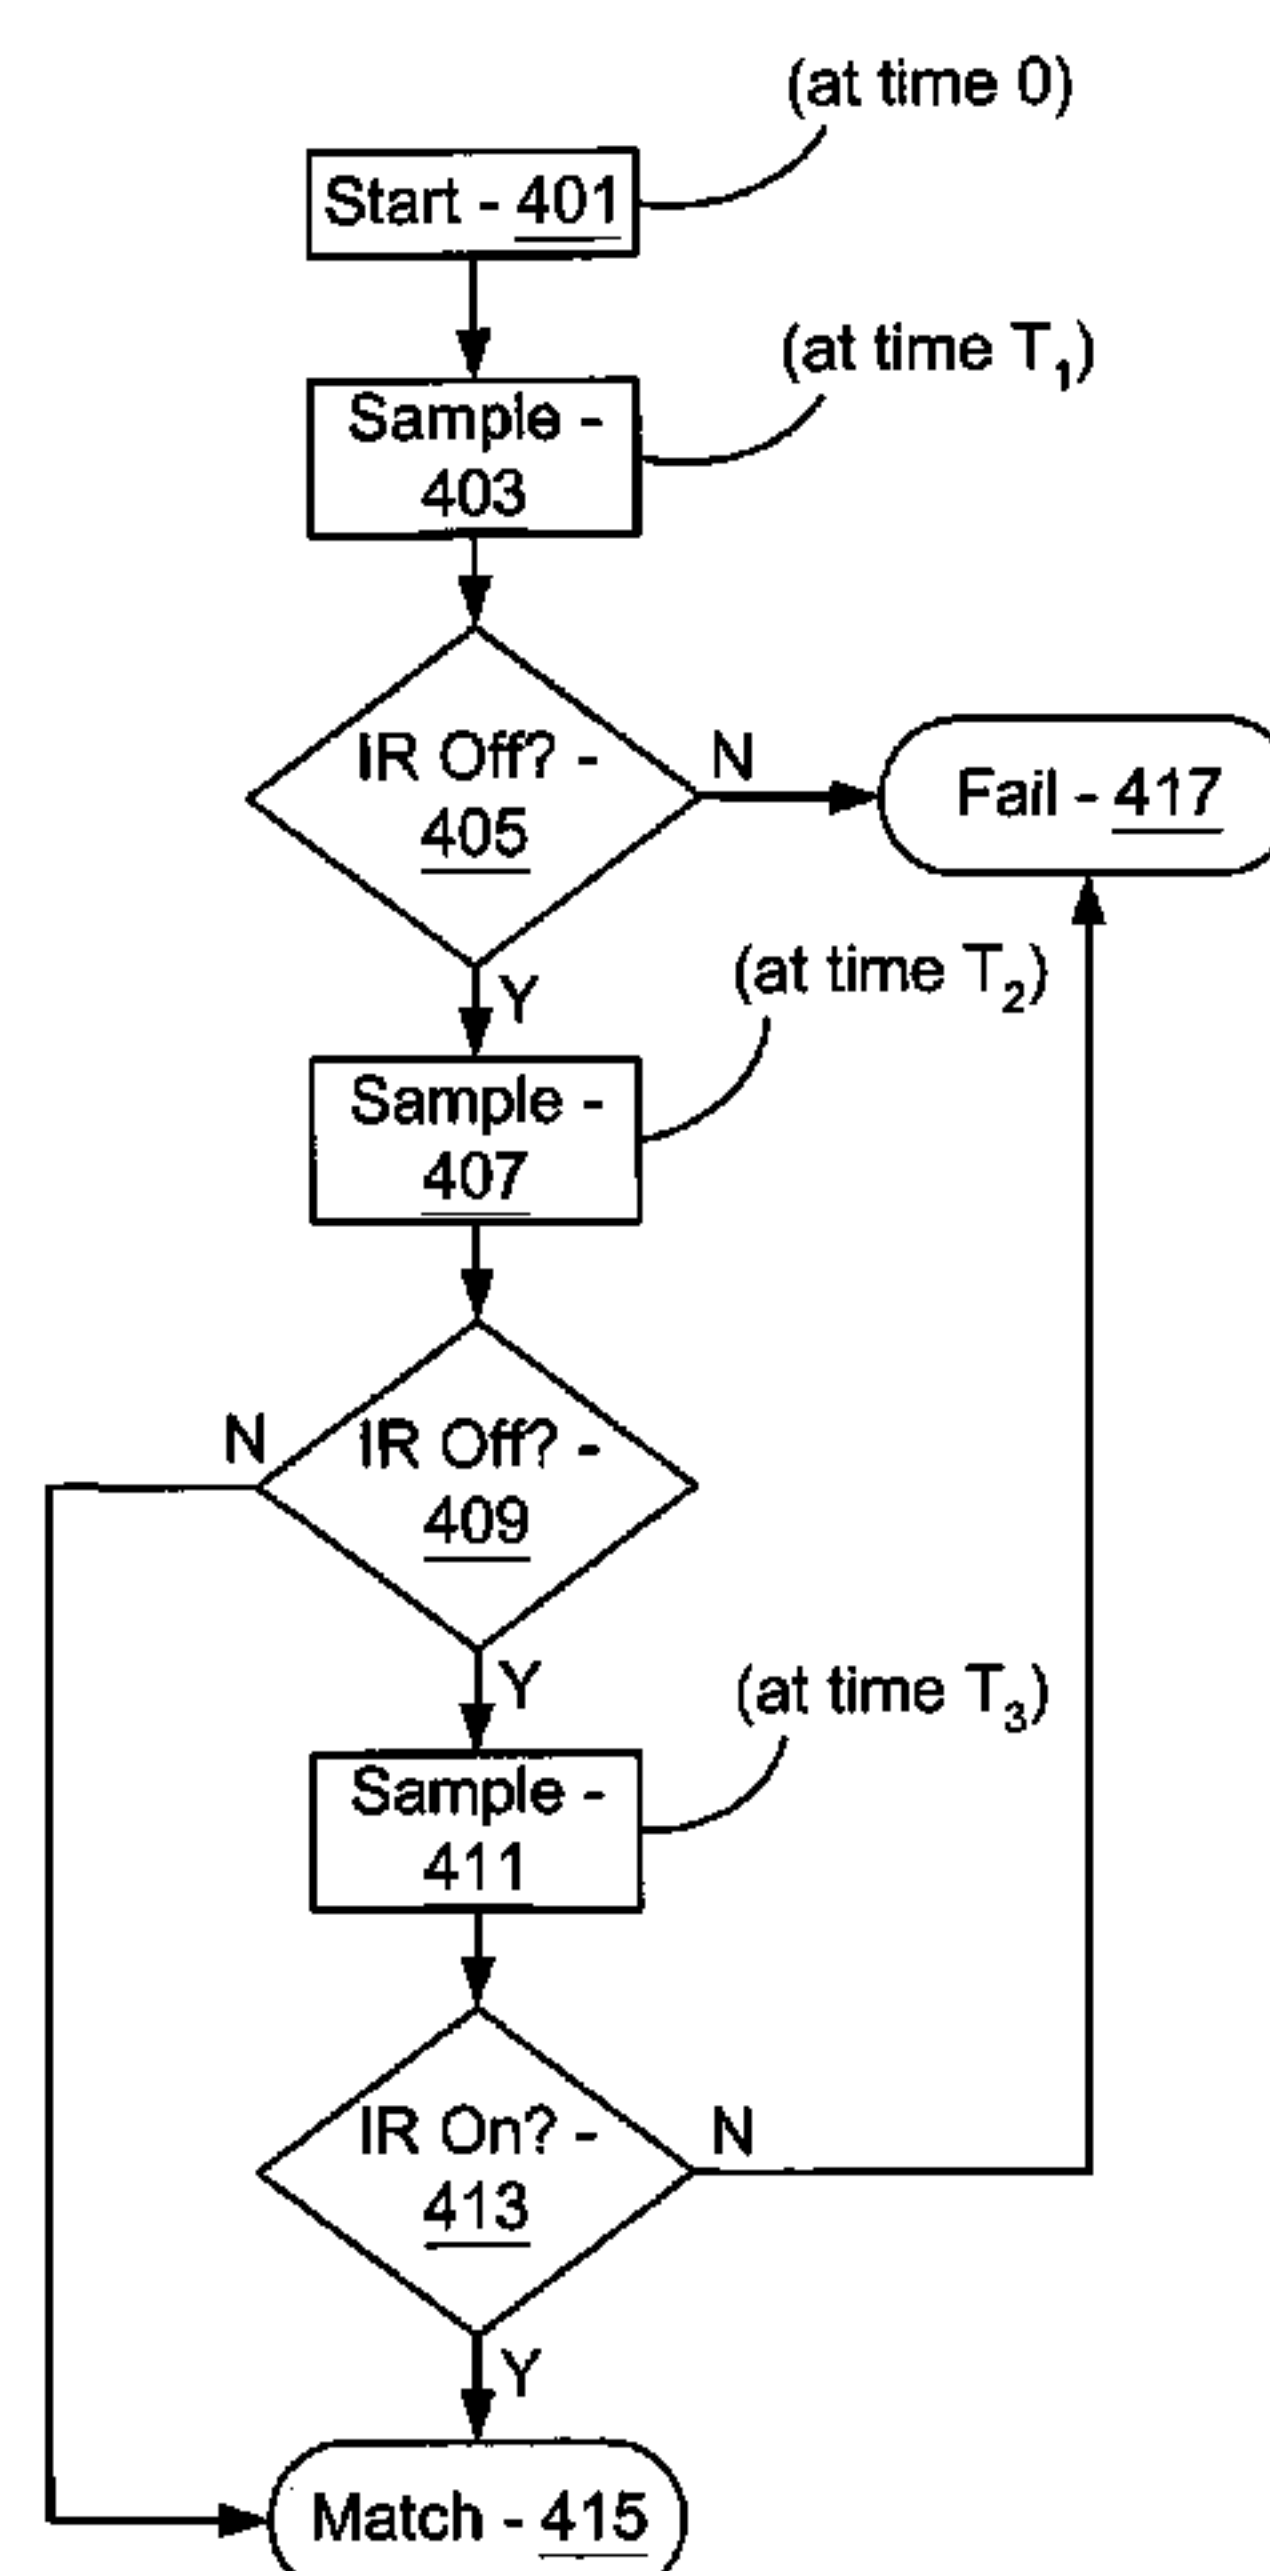 (at time 0)
Start - 401
(at time T1)
Sample -
403
IR Off? -
405
N
Fail - 417
Y
(at time T2)
Sample -
407
N
IR Off? -
409
Y
(at time T3)
Sample -
411
IR On? -
413
N
Y
Match - 415